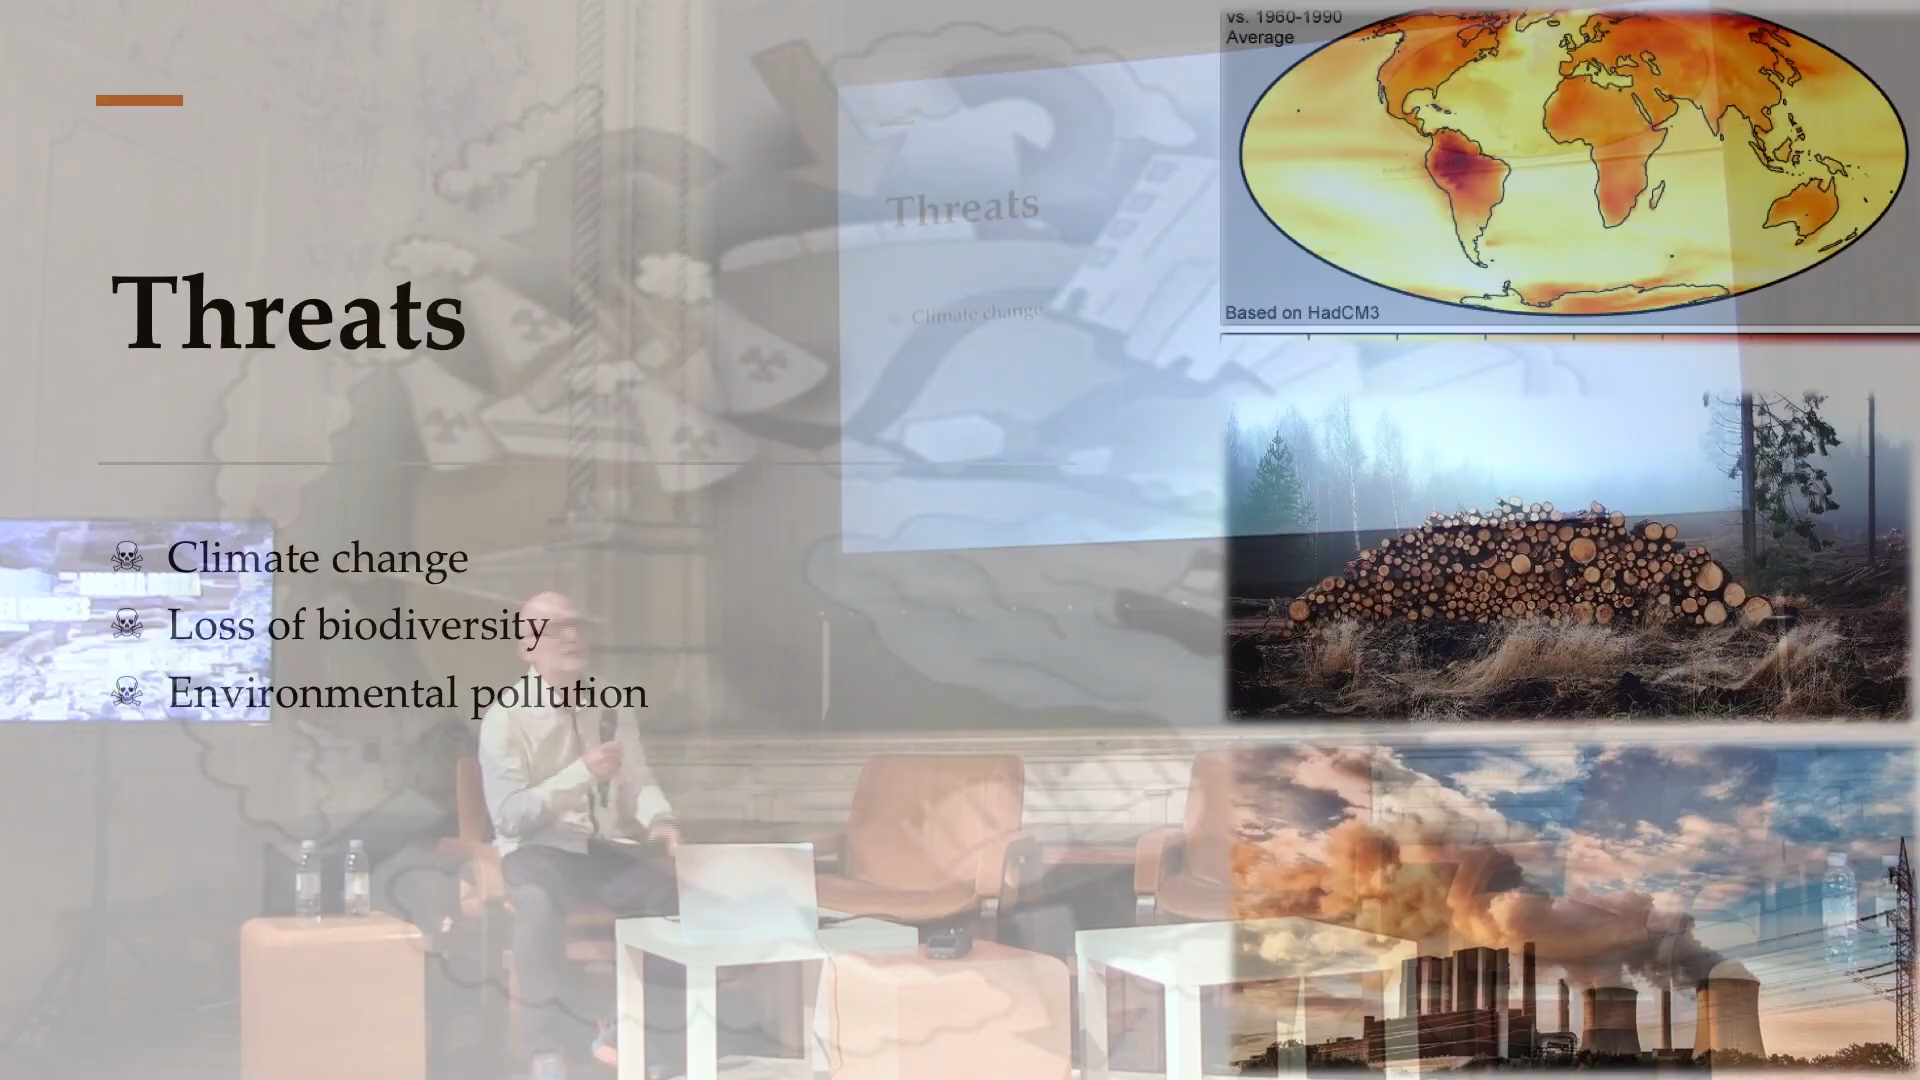 Threats
Climate change
Loss of biodiversity
Environmental pollution
Threats
Climate change
vs. 1960-1990
Average
Based on HadCM3